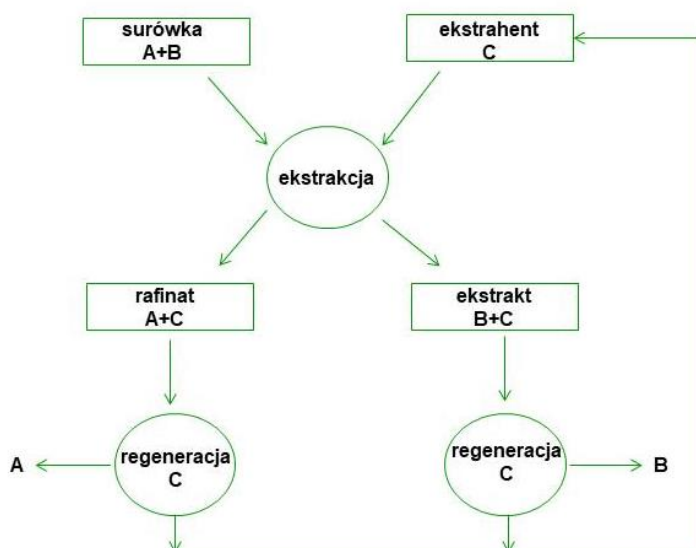 surówka
A+B
ekstrahent
C
ekstrakcja
rafinat
A+C
ekstrakt
B+C
A
regeneracja
C
regeneracja
C
B